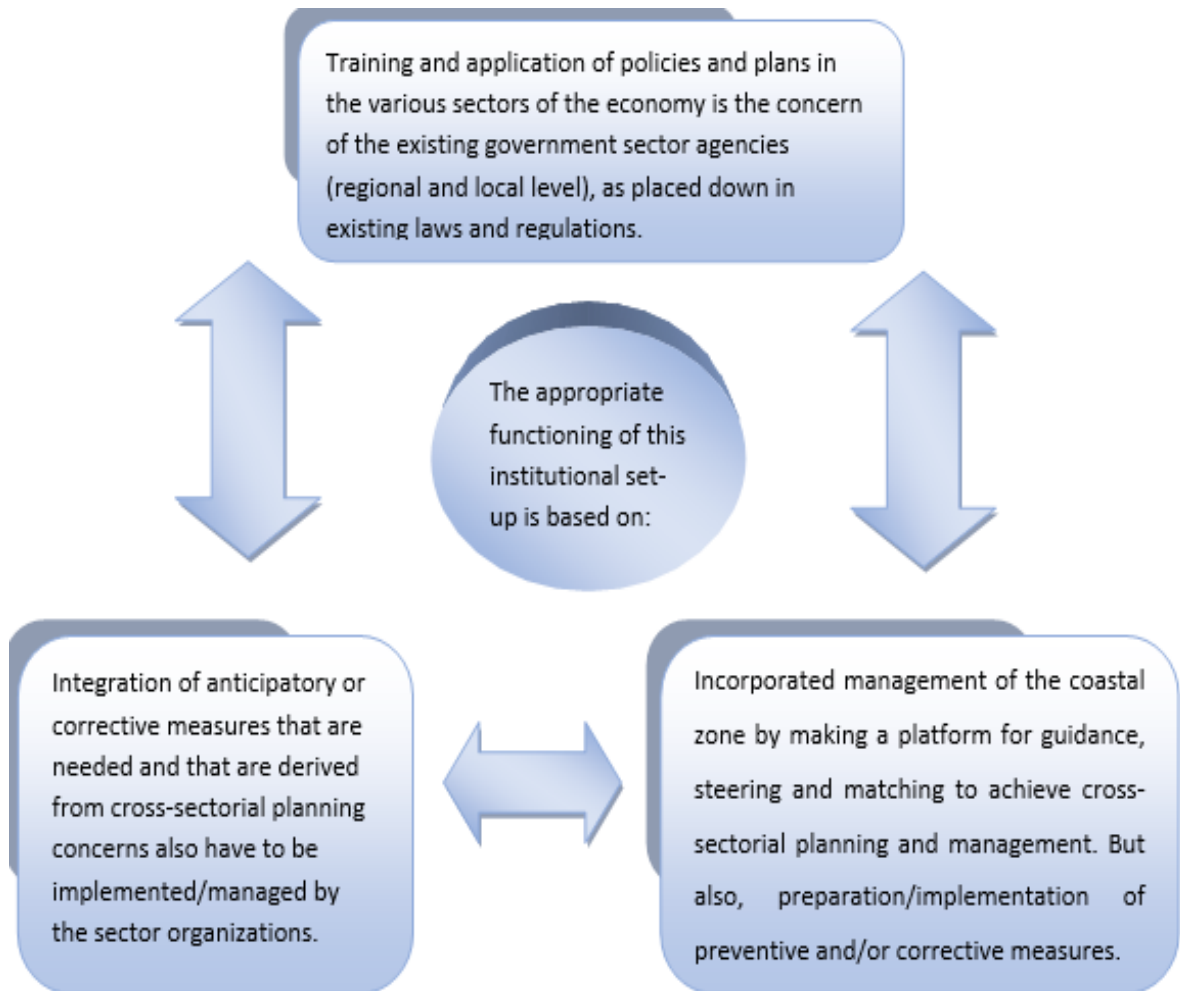 Training and application of policies and plans in
the various sectors of the economy is the concern
of the existing government sector agencies
(regional and local level), as placed down in
existing laws and regulations.
The appropriate
functioning of this
institutional set-
up is based on:
Integration of anticipatory or
corrective measures that are
needed and that are derived
from cross-sectorial planning
concerns also have to be
implemented/managed by
the sector organizations.
Incorporated management of the coastal
zone by making a platform for guidance,
steering and matching to achieve cross-
sectorial planning and management. But
also, preparation/implementation of
preventive and/or corrective measures.